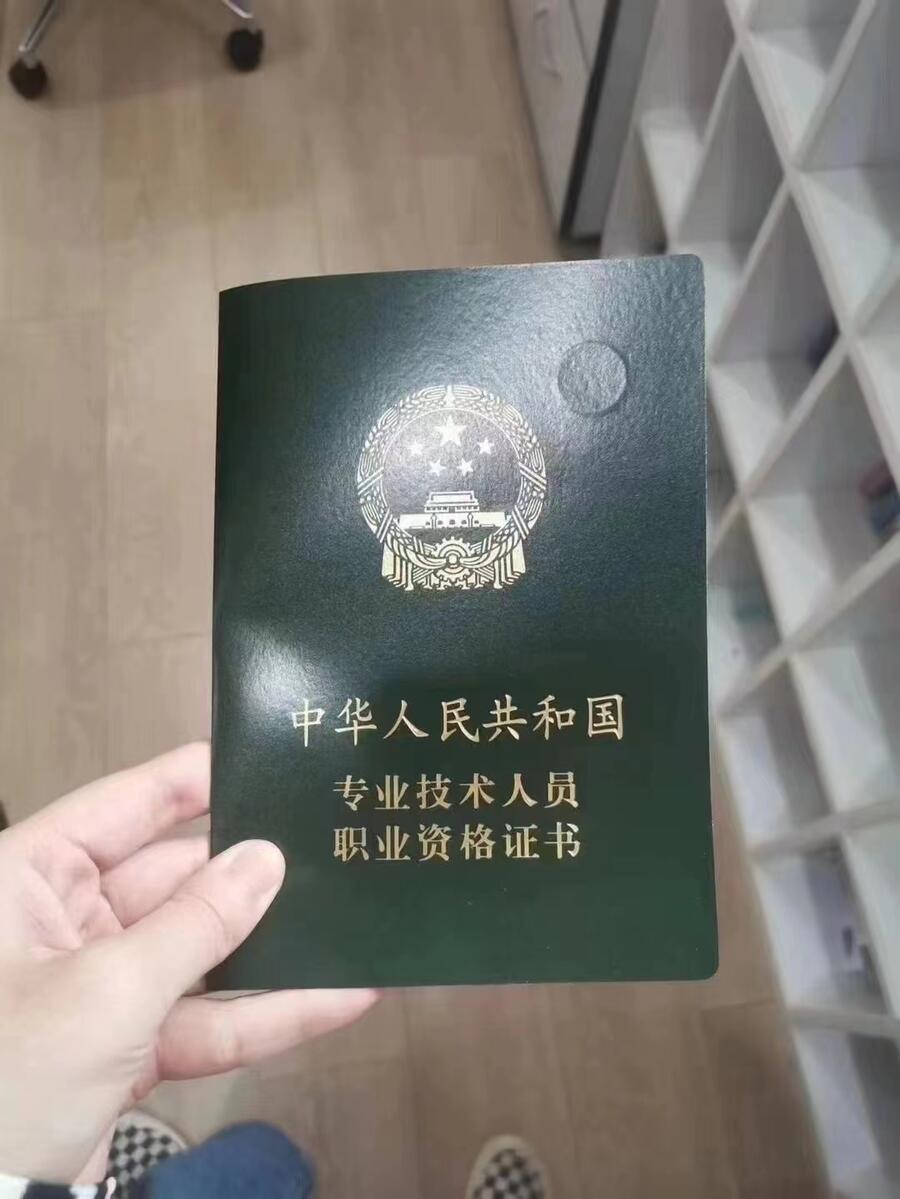 中华人民共和国
专业技术人员
职业资格证书